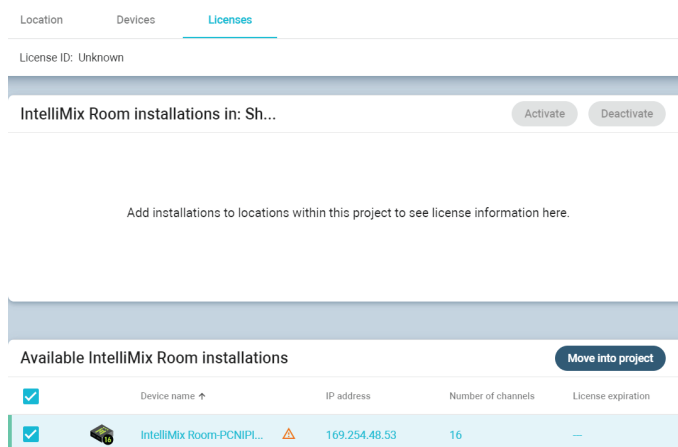 Location Devices Licenses
License ID: Unknown
IntelliMix Room installations in: Sh... Activate Deactivate
Add installations to locations within this project to see license information here.
Available IntelliMix Room installations Move into project
Device name ↑ IP address Number of channels License expiration
16 IntelliMix Room-PCNIPI... 169.254.48.53 16 —